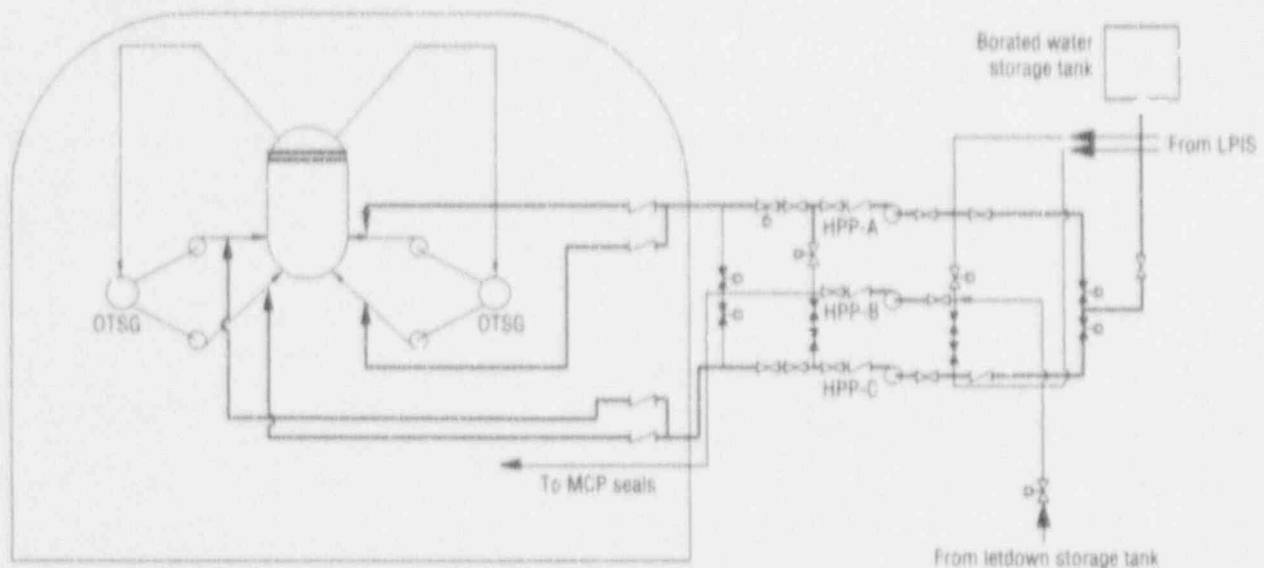 Borated water
storage tank
From LPIS
HPP-A
OTSG
OTSG
HPP-B
HPP-C
To MCP seals
From letdown storage tank